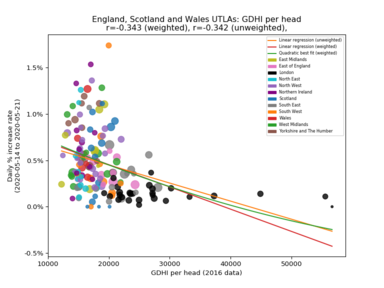 England, Scotland and Wales UTLAs: GDHI per head
r=-0.343 (weighted), r=-0.342 (unweighted),
Linear regression (unweighted)
Linear regression (weighted)
Quadratic best fit (weighted)
East Midlands
East of England
London
North East
North West
Northern Ireland
Scotland
South East
South West
Wales
West Midlands
Yorkshire and The Humber
Daily % increase rate
(2020-05-14 to 2020-05-21)
1.5%
1.0%
0.5%
0.0%
-0.5%
10000
20000
30000
40000
50000
GDHI per head (2016 data)